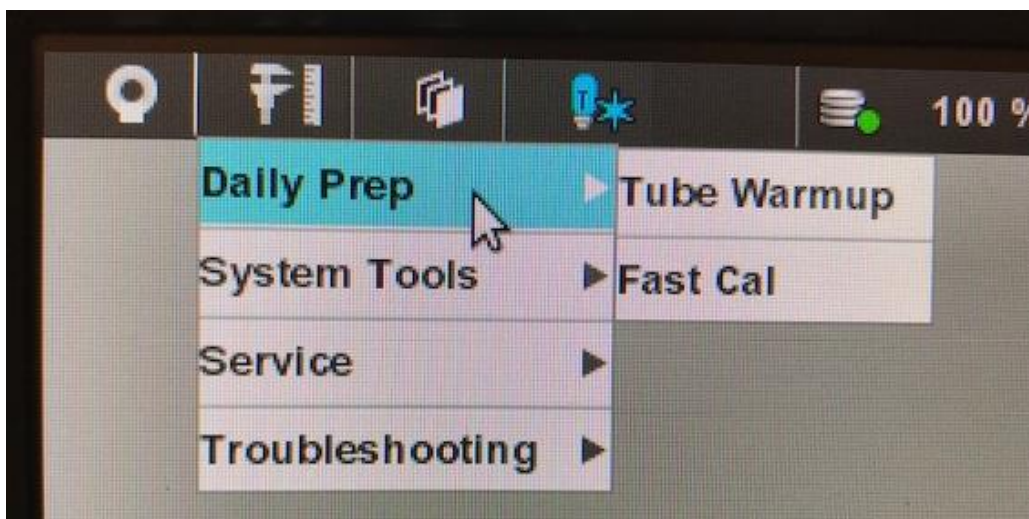 100 %
Daily Prep
Tube Warmup
System Tools
Fast Cal
Service
Troubleshooting